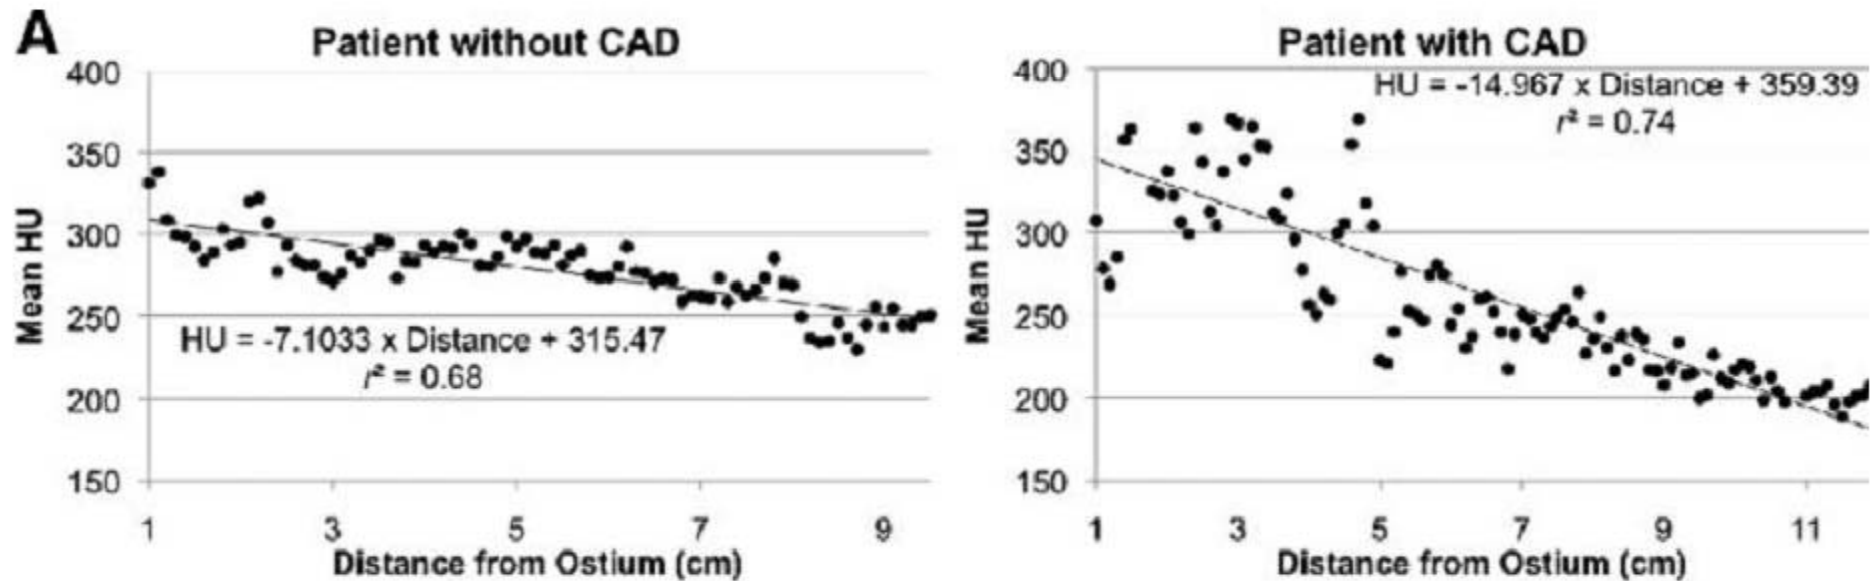 A
Patient without CAD
400
350
300
250
200
150
Mean HU
HU = -7.1033 x Distance + 315.47
r² = 0.68
1 3 5 7 9
Distance from Ostium (cm)
Patient with CAD
HU = -14.967 x Distance + 359.39
r² = 0.74
400
350
300
250
200
150
Mean HU
1 3 5 7 9 11
Distance from Ostium (cm)